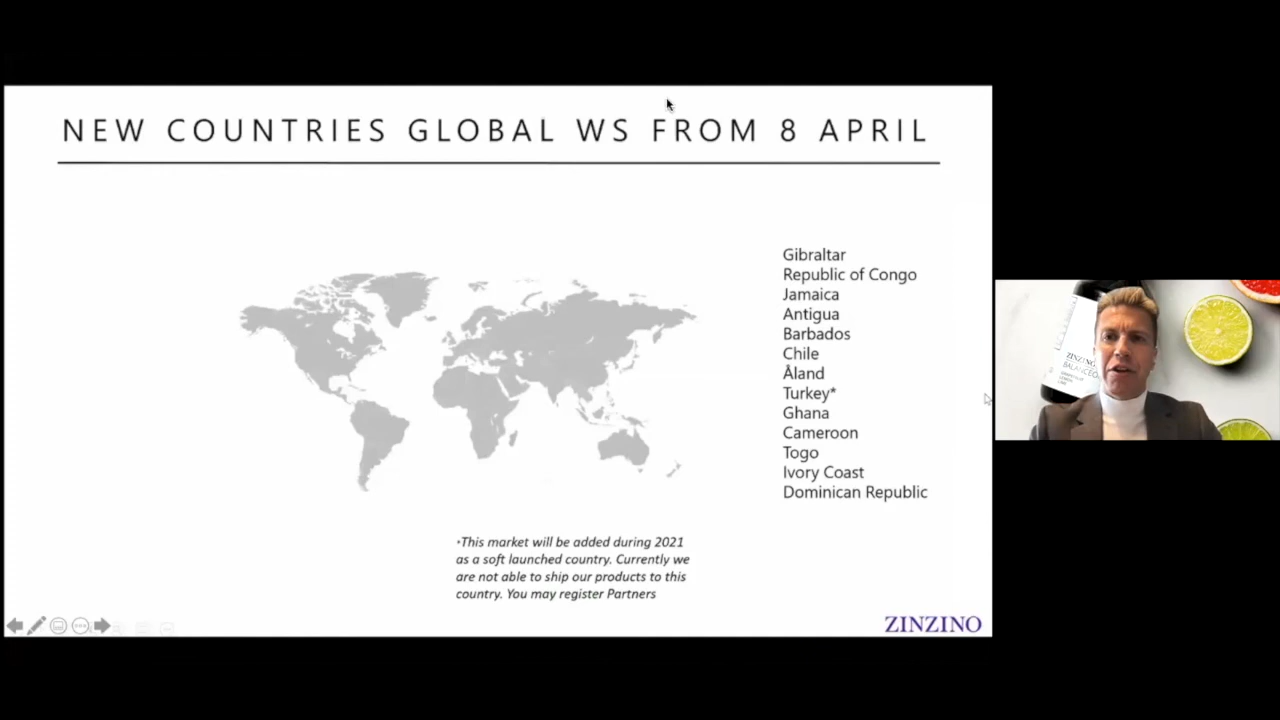 NEW COUNTRIES GLOBAL WS FROM 8 APRIL
Gibraltar
Republic of Congo
Jamaica
Antigua
Barbados
Chile
Åland
Turkey*
Ghana
Cameroon
Togo
Ivory Coast
Dominican Republic
*This market will be added during 2021
as a soft launched country. Currently we
are not able to ship our products to this
country. You may register Partners
ZINZINO
ZINZINO